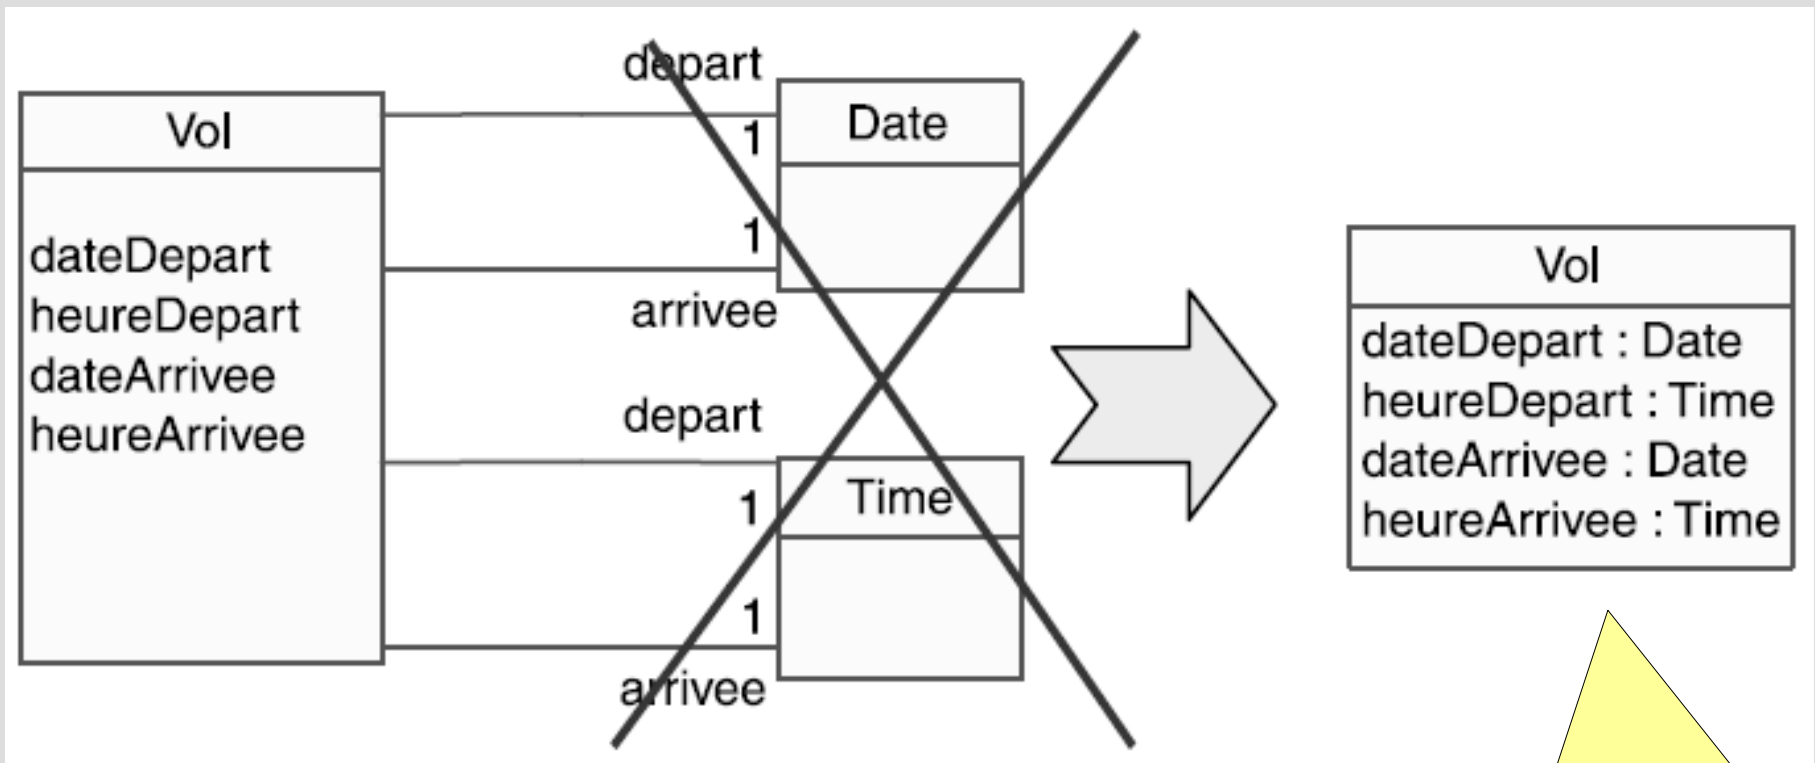 Vol
dateDepart
heureDepart
dateArrivee
heureArrivee
depart
1
Date
1
arrivee
depart
1
Time
1
arrivee
Vol
dateDepart : Date
heureDepart : Time
dateArrivee : Date
heureArrivee : Time